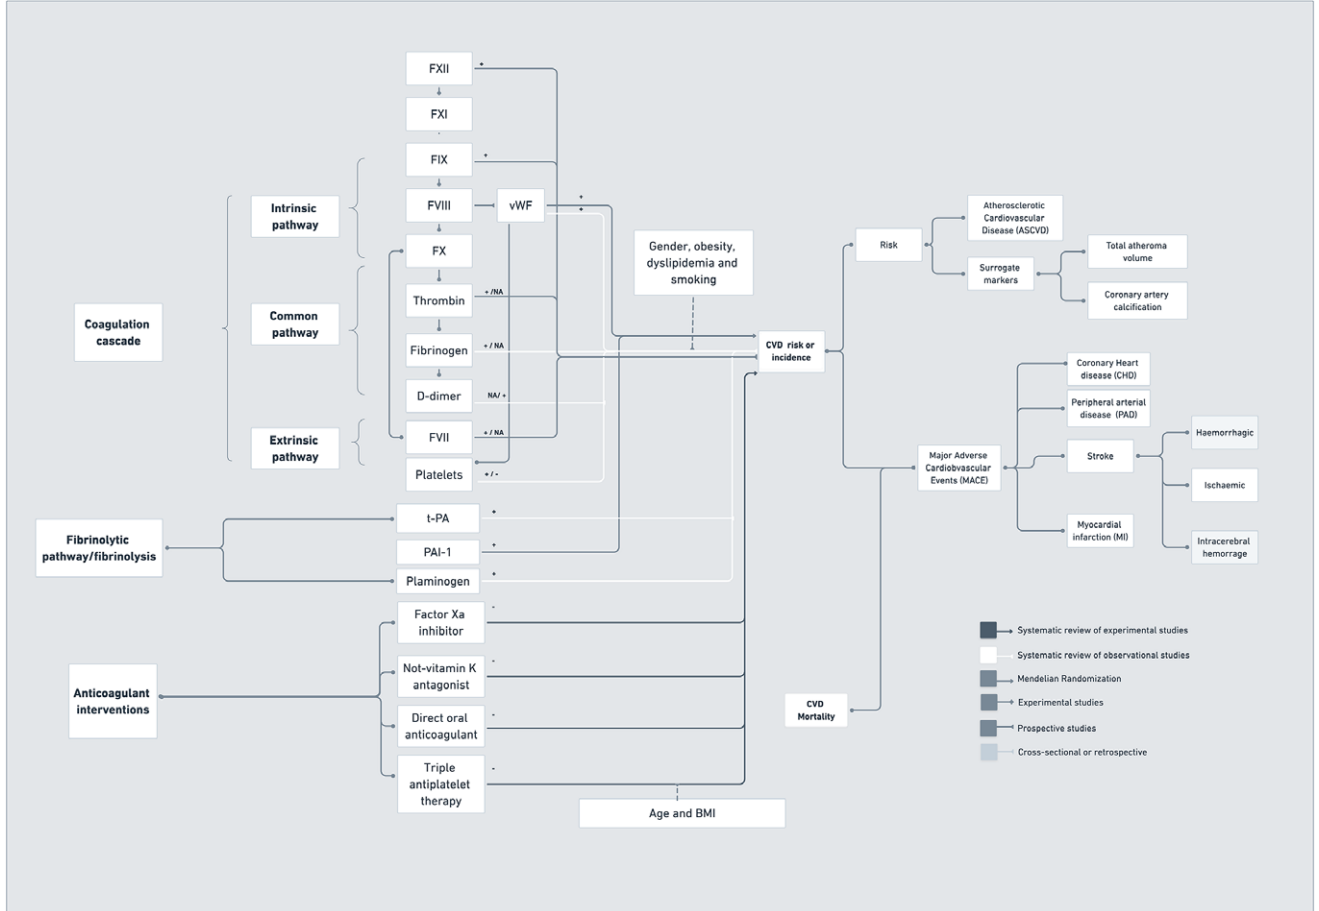 FXII
+
FXI
FIX
+
Intrinsic
pathway
FVIII
vWF
+
+
FX
Thrombin
+ /NA
Coagulation
cascade
Common
pathway
Fibrinogen
+ / NA
D-dimer
NA/ +
Extrinsic
pathway
FVII
+ / NA
Platelets
+ / -
Gender, obesity,
dyslipidemia and
smoking
CVD risk or
incidence
Risk
Atherosclerotic
Cardiovascular
Disease (ASCVD)
Surrogate
markers
Total atheroma
volume
Coronary artery
calcification
Coronary Heart
disease (CHD)
Peripheral arterial
disease (PAD)
Major Adverse
Cardiobvascular
Events (MACE)
Stroke
Haemorrhagic
Ischaemic
Intracerebral
hemorrage
Myocardial
infarction (MI)
Fibrinolytic
pathway/fibrinolysis
t-PA
+
PAI-1
+
Plaminogen
+
Anticoagulant
interventions
Factor Xa
inhibitor
-
Not-vitamin K
antagonist
-
Direct oral
anticoagulant
-
Triple
antiplatelet
therapy
-
Age and BMI
CVD
Mortality
Systematic review of experimental studies
Systematic review of observational studies
Mendelian Randomization
Experimental studies
Prospective studies
Cross-sectional or retrospective